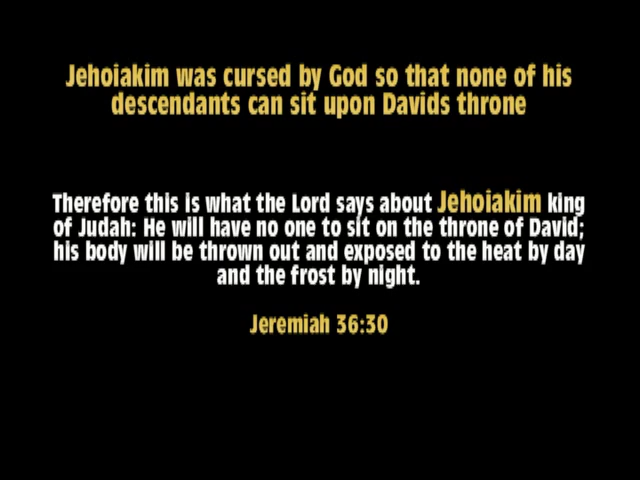 Jehoiakim was cursed by God so that none of his
descendants can sit upon Davids throne
Therefore this is what the Lord says about Jehoiakim king
of Judah: He will have no one to sit on the throne of David;
his body will be thrown out and exposed to the heat by day
and the frost by night.
Jeremiah 36:30